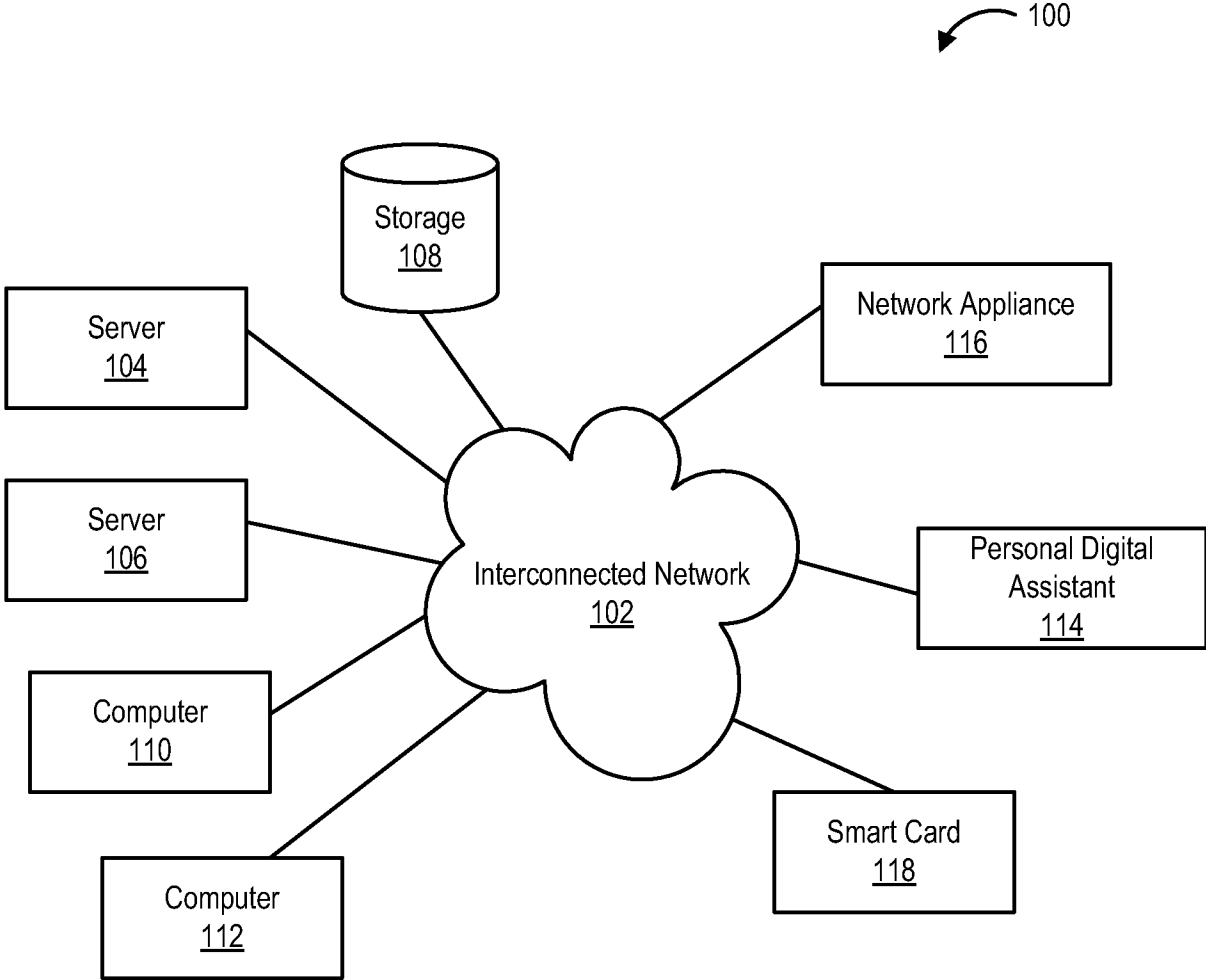 100
Storage
108
Network Appliance
116
Server
104
Server
106
Interconnected Network
102
Personal Digital
Assistant
114
Computer
110
Smart Card
118
Computer
112